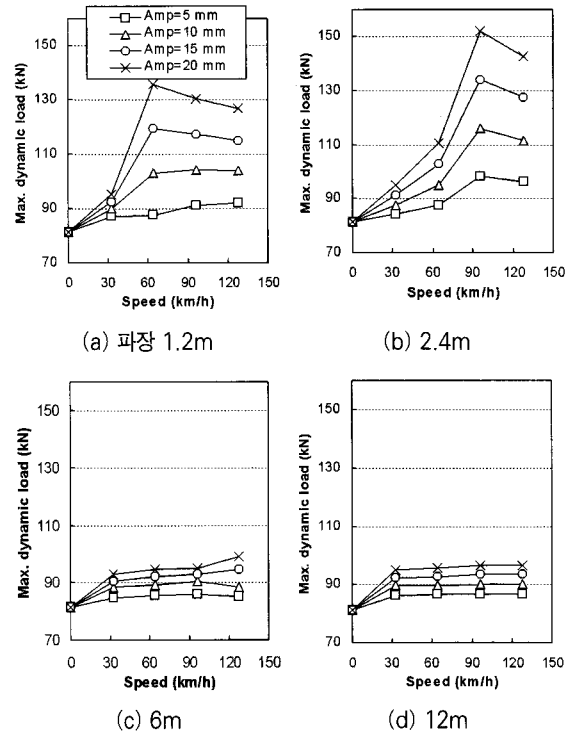 Amp=5 mm
Amp=10 mm
Amp=15 mm
Amp=20 mm
Max. dynamic load (kN)
150
130
110
90
70
0 30 60 90 120 150
Speed (km/h)
(a) 파장 1.2m
Max. dynamic load (kN)
150
130
110
90
70
0 30 60 90 120 150
Speed (km/h)
(b) 2.4m
Max. dynamic load (kN)
150
130
110
90
70
0 30 60 90 120 150
Speed (km/h)
(c) 6m
Max. dynamic load (kN)
150
130
110
90
70
0 30 60 90 120 150
Speed (km/h)
(d) 12m